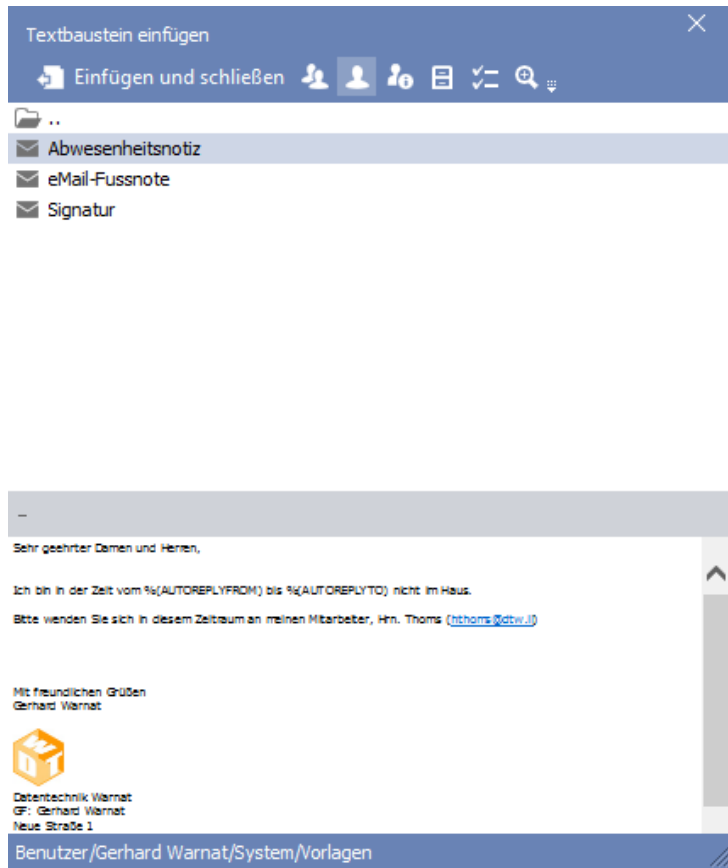 Textbaustein einfügen
Einfügen und schließen
..
Abwesenheitsnotiz
eMail-Fussnote
Signatur
–
Sehr geehrter Damen und Herren,
Ich bin in der Zeit vom %(AUTOREPLYFROM) bis %(AUTOREPLYTO) nicht im Haus.
Bitte wenden Sie sich in diesem Zeitraum an meinen Mitarbeiter, Hrn. Thoms (hthoms@dtw.li)
Mit freundlichen Grüßen
Gerhard Warnat
DWT
Datentechnik Warnat
GF: Gerhard Warnat
Neue Straße 1
Benutzer/Gerhard Warnat/System/Vorlagen